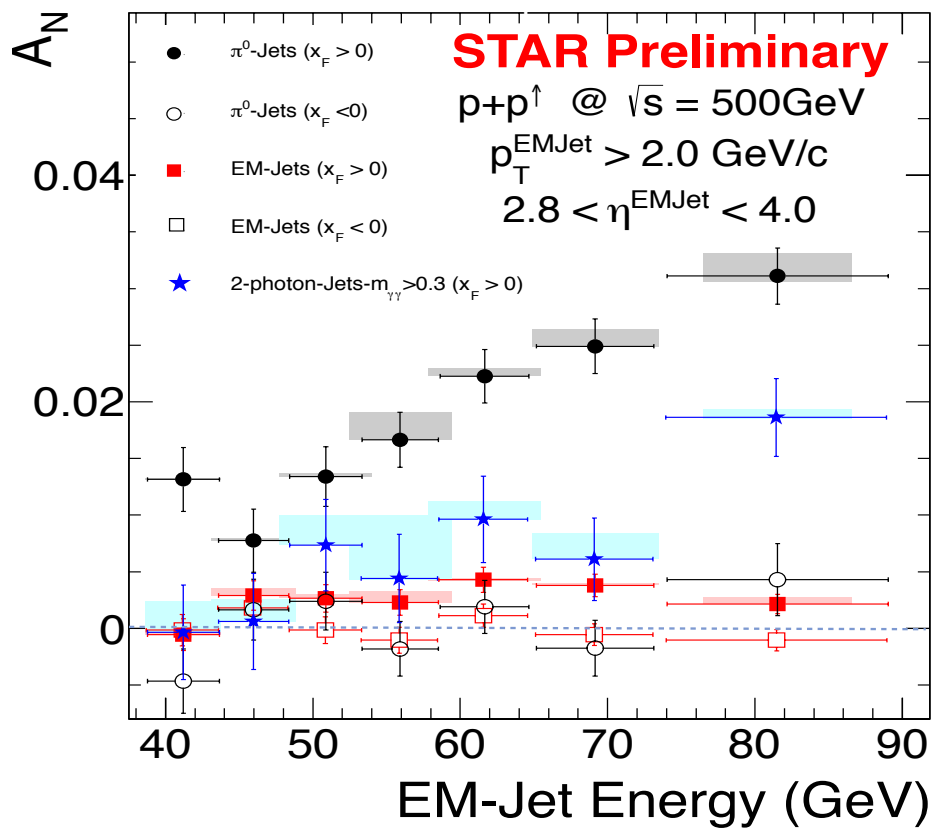 A_N
π⁰-Jets (x_F > 0)
π⁰-Jets (x_F <0)
EM-Jets (x_F > 0)
EM-Jets (x_F < 0)
2-photon-Jets-m_γγ>0.3 (x_F > 0)
STAR Preliminary
p+p↑ @ √s = 500GeV
p_T^EMJet > 2.0 GeV/c
2.8 < η^EMJet < 4.0
0.04
0.02
0
40 50 60 70 80 90
EM-Jet Energy (GeV)